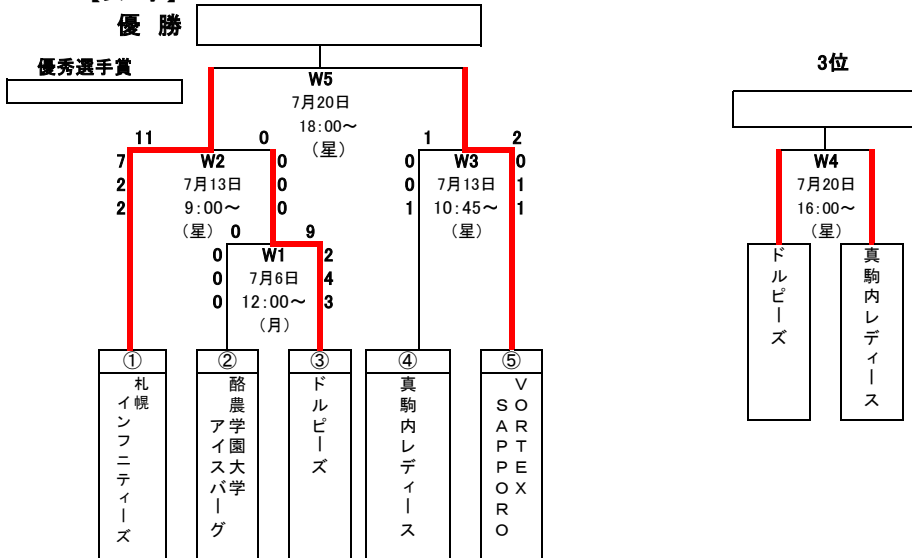 優 勝
優秀選手賞
3位
W5
7月20日
18:00～
（星）
11
0
1
2
7
2
2
W2
7月13日
9:00～
（星）
0
0
0
0
0
1
W3
7月13日
10:45～
（星）
0
1
1
W4
7月20日
16:00～
（星）
0
9
0
0
0
W1
7月6日
12:00～
（月）
2
4
3
ドルピーズ
真駒内レディース
①
②
③
④
⑤
札幌
インフニティーズ
酪農学園大学
アイスバーグ
ドルピーズ
真駒内レディース
VORTEX
SAPPORO